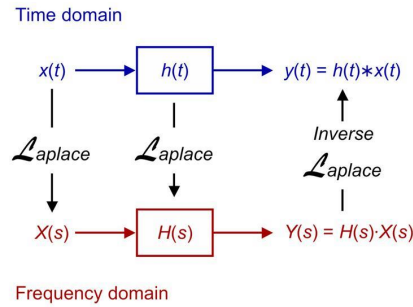 Time domain
x(t) h(t) y(t) = h(t)∗x(t)
Inverse
Laplace Laplace Laplace
X(s) H(s) Y(s) = H(s)·X(s)
Frequency domain